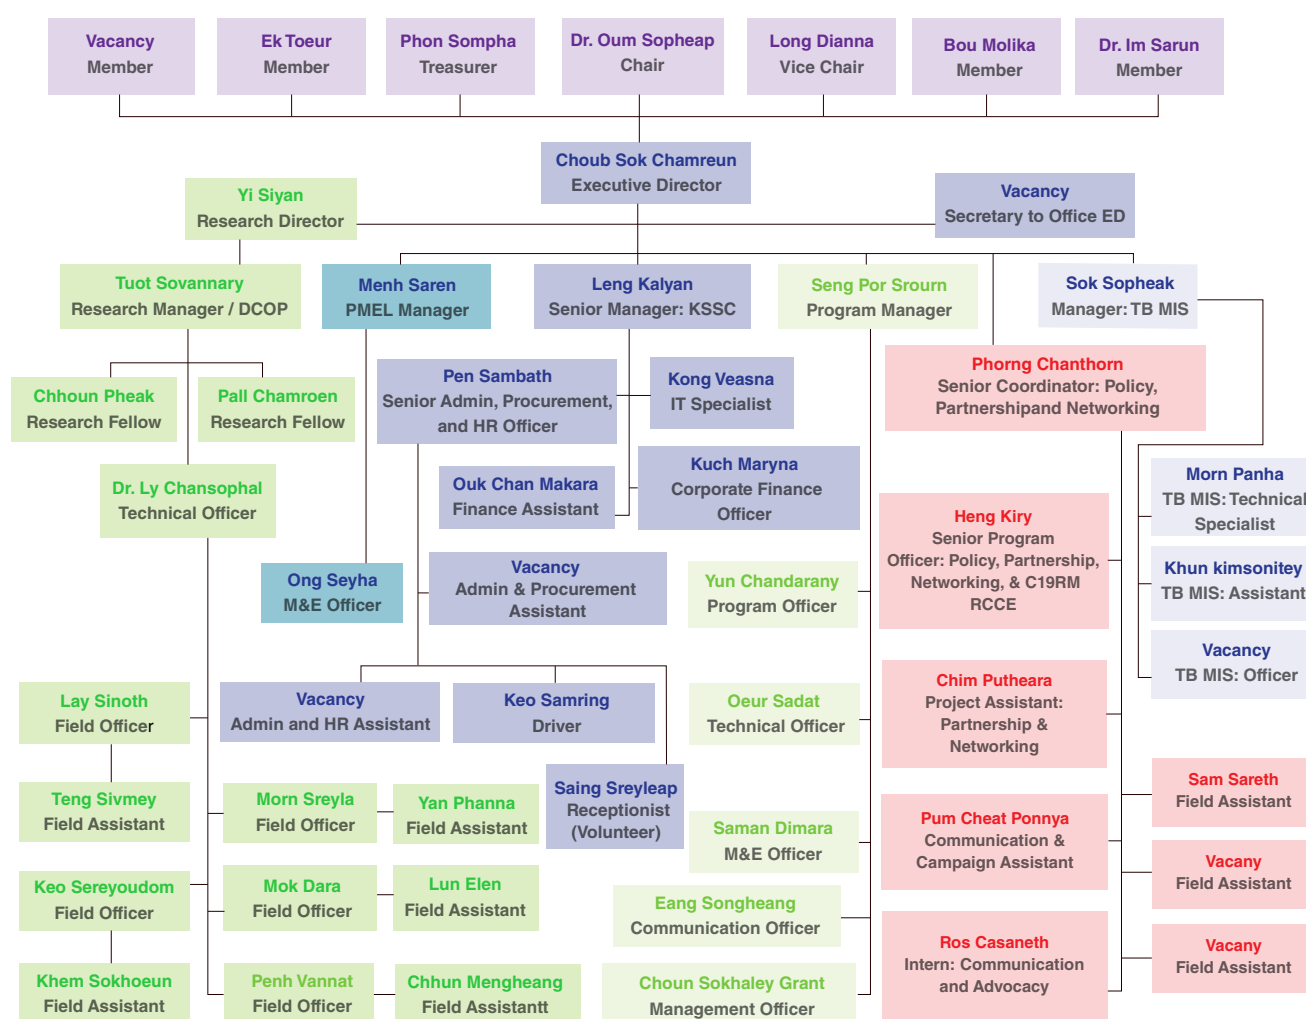 Vacancy
Member
Ek Toeur
Member
Phon Sompha
Treasurer
Dr. Oum Sopheap
Chair
Long Dianna
Vice Chair
Bou Molika
Member
Dr. Im Sarun
Member
Choub Sok Chamreun
Executive Director
Yi Siyan
Research Director
Vacancy
Secretary to Office ED
Tuot Sovannary
Research Manager / DCOP
Menh Saren
PMEL Manager
Leng Kalyan
Senior Manager: KSSC
Seng Por Srourn
Program Manager
Sok Sopheak
Manager: TB MIS
Chhoun Pheak
Research Fellow
Pall Chamroen
Research Fellow
Pen Sambath
Senior Admin, Procurement,
and HR Officer
Kong Veasna
IT Specialist
Phorng Chanthorn
Senior Coordinator: Policy,
Partnershipand Networking
Dr. Ly Chansophal
Technical Officer
Ouk Chan Makara
Finance Assistant
Kuch Maryna
Corporate Finance
Officer
Heng Kiry
Senior Program
Officer: Policy, Partnership,
Networking, & C19RM
RCCE
Morn Panha
TB MIS: Technical
Specialist
Ong Seyha
M&E Officer
Vacancy
Admin & Procurement
Assistant
Yun Chandarany
Program Officer
Khun kimsonitey
TB MIS: Assistant
Vacancy
TB MIS: Officer
Lay Sinoth
Field Officer
Vacancy
Admin and HR Assistant
Keo Samring
Driver
Oeur Sadat
Technical Officer
Chim Putheara
Project Assistant:
Partnership &
Networking
Teng Sivmey
Field Assistant
Morn Sreyla
Field Officer
Yan Phanna
Field Assistant
Saing Sreyleap
Receptionist
(Volunteer)
Saman Dimara
M&E Officer
Pum Cheat Ponnya
Communication &
Campaign Assistant
Sam Sareth
Field Assistant
Keo Sereyoudom
Field Officer
Mok Dara
Field Officer
Lun Elen
Field Assistant
Eang Songheang
Communication Officer
Vacany
Field Assistant
Khem Sokhoeun
Field Assistant
Penh Vannat
Field Officer
Chhun Mengheang
Field Assistantt
Choun Sokhaley Grant
Management Officer
Ros Casaneth
Intern: Communication
and Advocacy
Vacany
Field Assistant